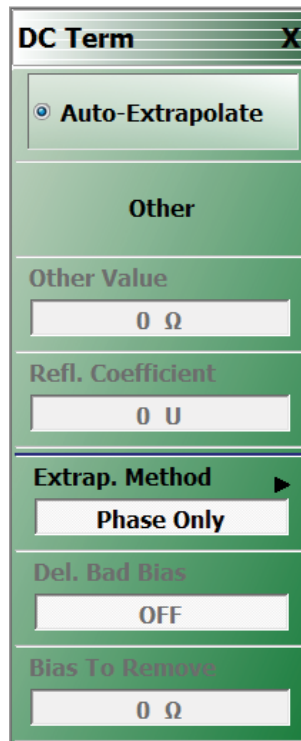 DC Term X
Auto-Extrapolate
Other
Other Value
0 Ω
Refl. Coefficient
0 U
Extrap. Method
Phase Only
Del. Bad Bias
OFF
Bias To Remove
0 Ω